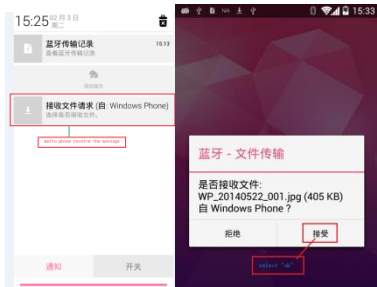 15:25 02月3日
周二
蓝牙传输记录 15:13
查看蓝牙传输记录
接收文件请求 (自: Windows Phone)
选择是否接收文件。
通知 开关
15:33
蓝牙 - 文件传输
是否接收文件:
WP_20140522_001.jpg (405 KB)
自 Windows Phone ?
拒绝 接受
select "ok"